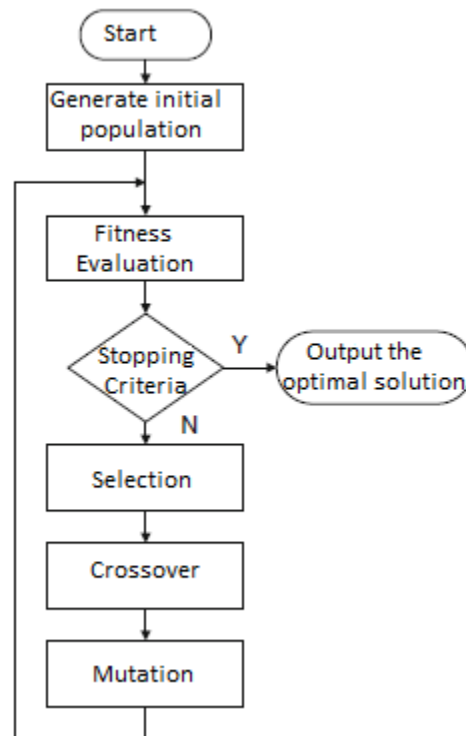 Start
Generate initial
population
Fitness
Evaluation
Stopping
Criteria
Y
Output the
optimal solution
N
Selection
Crossover
Mutation